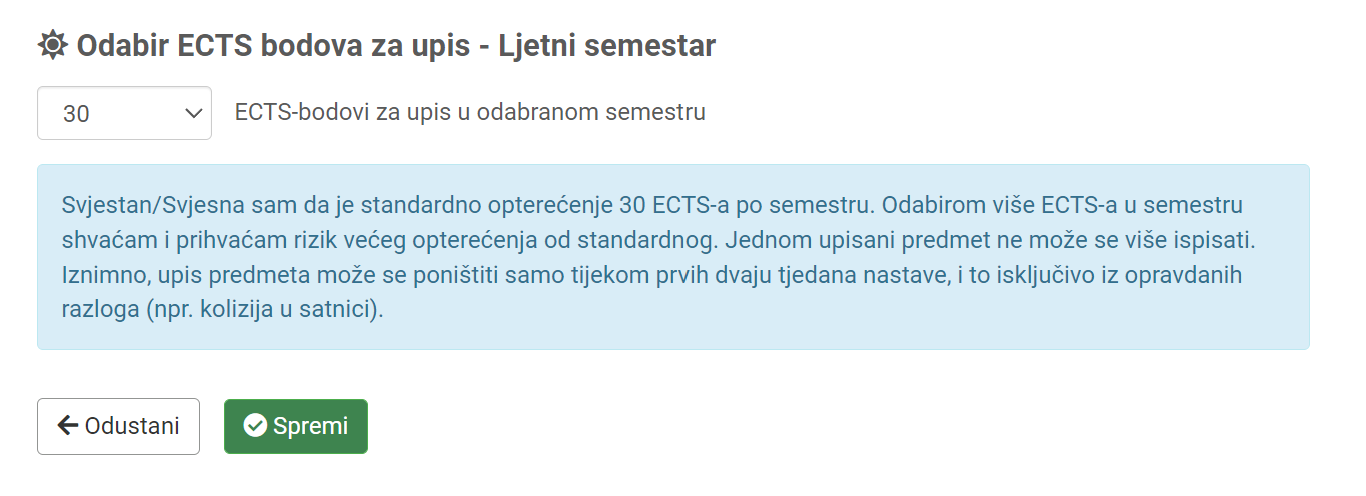 Odabir ECTS bodova za upis - Ljetni semestar
30 ECTS-bodovi za upis u odabranom semestru
Svjestan/Svjesna sam da je standardno opterećenje 30 ECTS-a po semestru. Odabirom više ECTS-a u semestru
shvaćam i prihvaćam rizik većeg opterećenja od standardnog. Jednom upisani predmet ne može se više ispisati.
Iznimno, upis predmeta može se poništiti samo tijekom prvih dvaju tjedana nastave, i to isključivo iz opravdanih
razloga (npr. kolizija u satnici).
Odustani Spremi